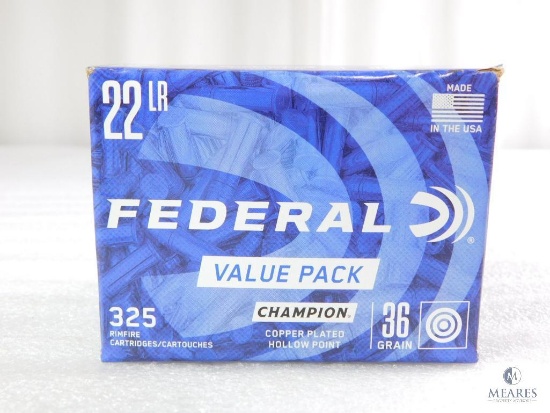 22 LR
MADE
IN THE USA
FEDERAL ®
VALUE PACK
325
RIMFIRE
CARTRIDGES/CARTOUCHES
CHAMPION.
COPPER PLATED
HOLLOW POINT
36
GRAIN
M
MEARES